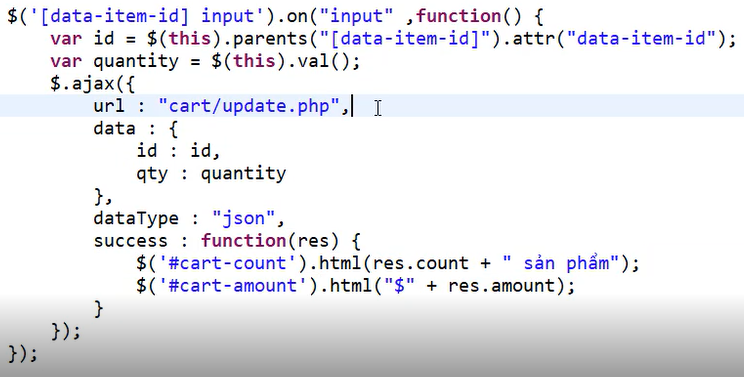 $('[data-item-id] input').on("input" ,function() {
    var id = $(this).parents("[data-item-id]").attr("data-item-id");
    var quantity = $(this).val();
    $.ajax({
        url : "cart/update.php",
        data : {
            id : id,
            qty : quantity
        },
        dataType : "json",
        success : function(res) {
            $('#cart-count').html(res.count + " sản phẩm");
            $('#cart-amount').html("$" + res.amount);
        }
    });
});